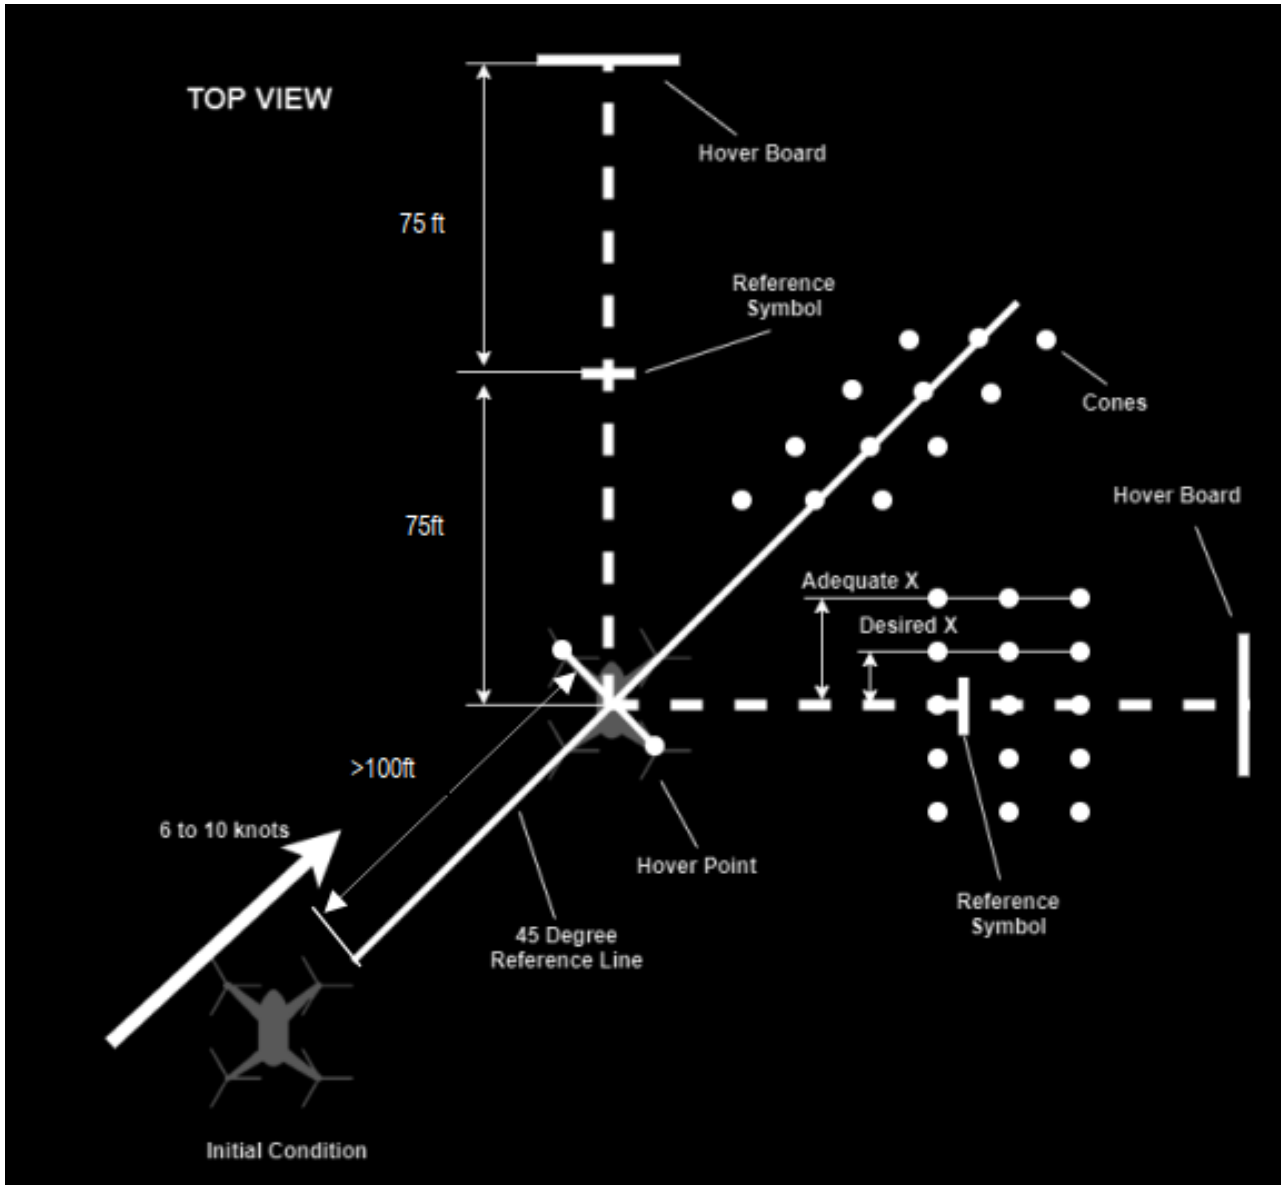 TOP VIEW
Hover Board
75 ft
Reference
Symbol
Cones
Hover Board
75ft
Adequate X
Desired X
>100ft
6 to 10 knots
Hover Point
Reference
Symbol
45 Degree
Reference Line
Initial Condition